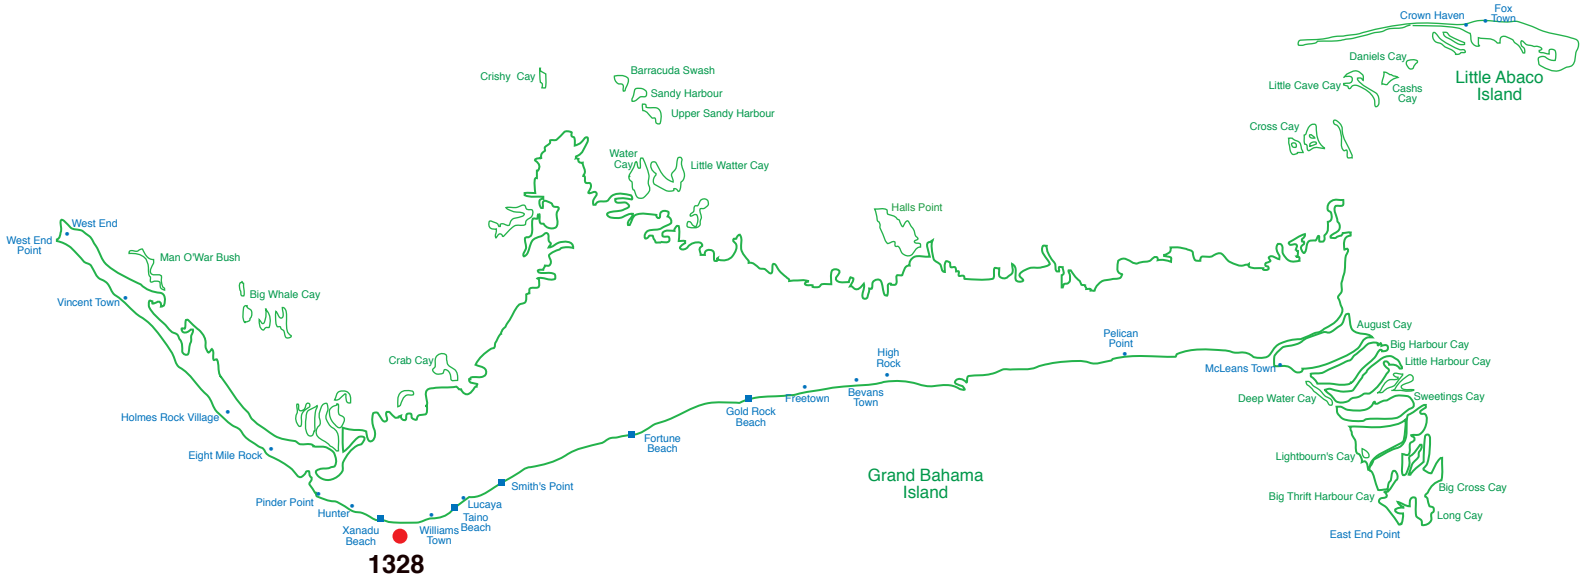 Crown Haven
Fox
Town
Daniels Cay
Little Cave Cay
Cashs
Cay
Little Abaco
Island
Cross Cay
Crishy Cay
Barracuda Swash
Sandy Harbour
Upper Sandy Harbour
Water
Cay
Little Watter Cay
Halls Point
West End
West End
Point
Man O'War Bush
Vincent Town
Big Whale Cay
Crab Cay
Holmes Rock Village
Eight Mile Rock
Pinder Point
Hunter
Xanadu
Beach
1328
Williams
Town
Taino
Beach
Lucaya
Smith's Point
Fortune
Beach
Gold Rock
Beach
Freetown
Bevans
Town
High
Rock
Pelican
Point
McLeans Town
August Cay
Big Harbour Cay
Little Harbour Cay
Deep Water Cay
Sweetings Cay
Lightbourn's Cay
Big Thrift Harbour Cay
Big Cross Cay
Long Cay
East End Point
Grand Bahama
Island